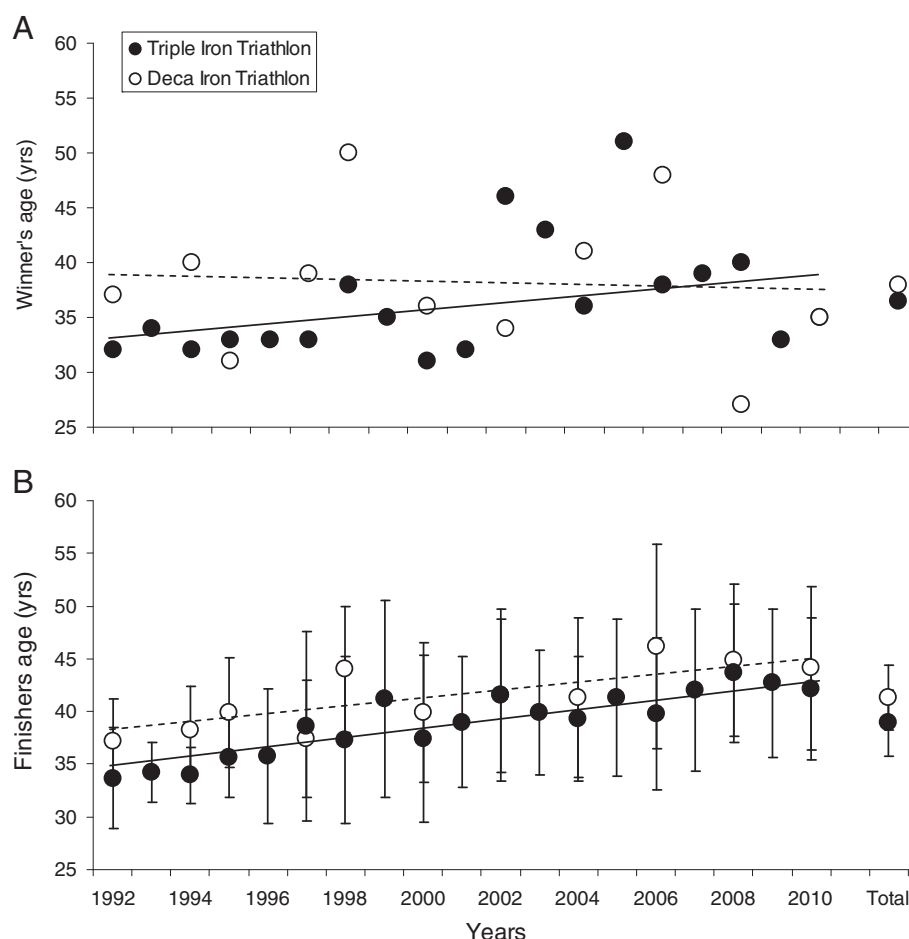 A
Triple Iron Triathlon
Deca Iron Triathlon
Winner's age (yrs)
60
55
50
45
40
35
30
25
B
Finishers age (yrs)
60
55
50
45
40
35
30
25
1992 1994 1996 1998 2000 2002 2004 2006 2008 2010 Total
Years